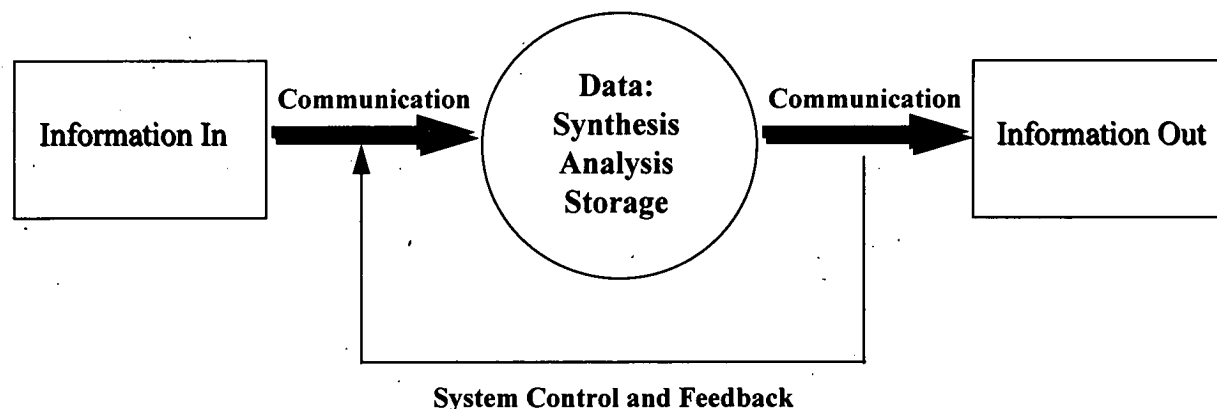 Information In
Communication
Data:
Synthesis
Analysis
Storage
Communication
Information Out
System Control and Feedback